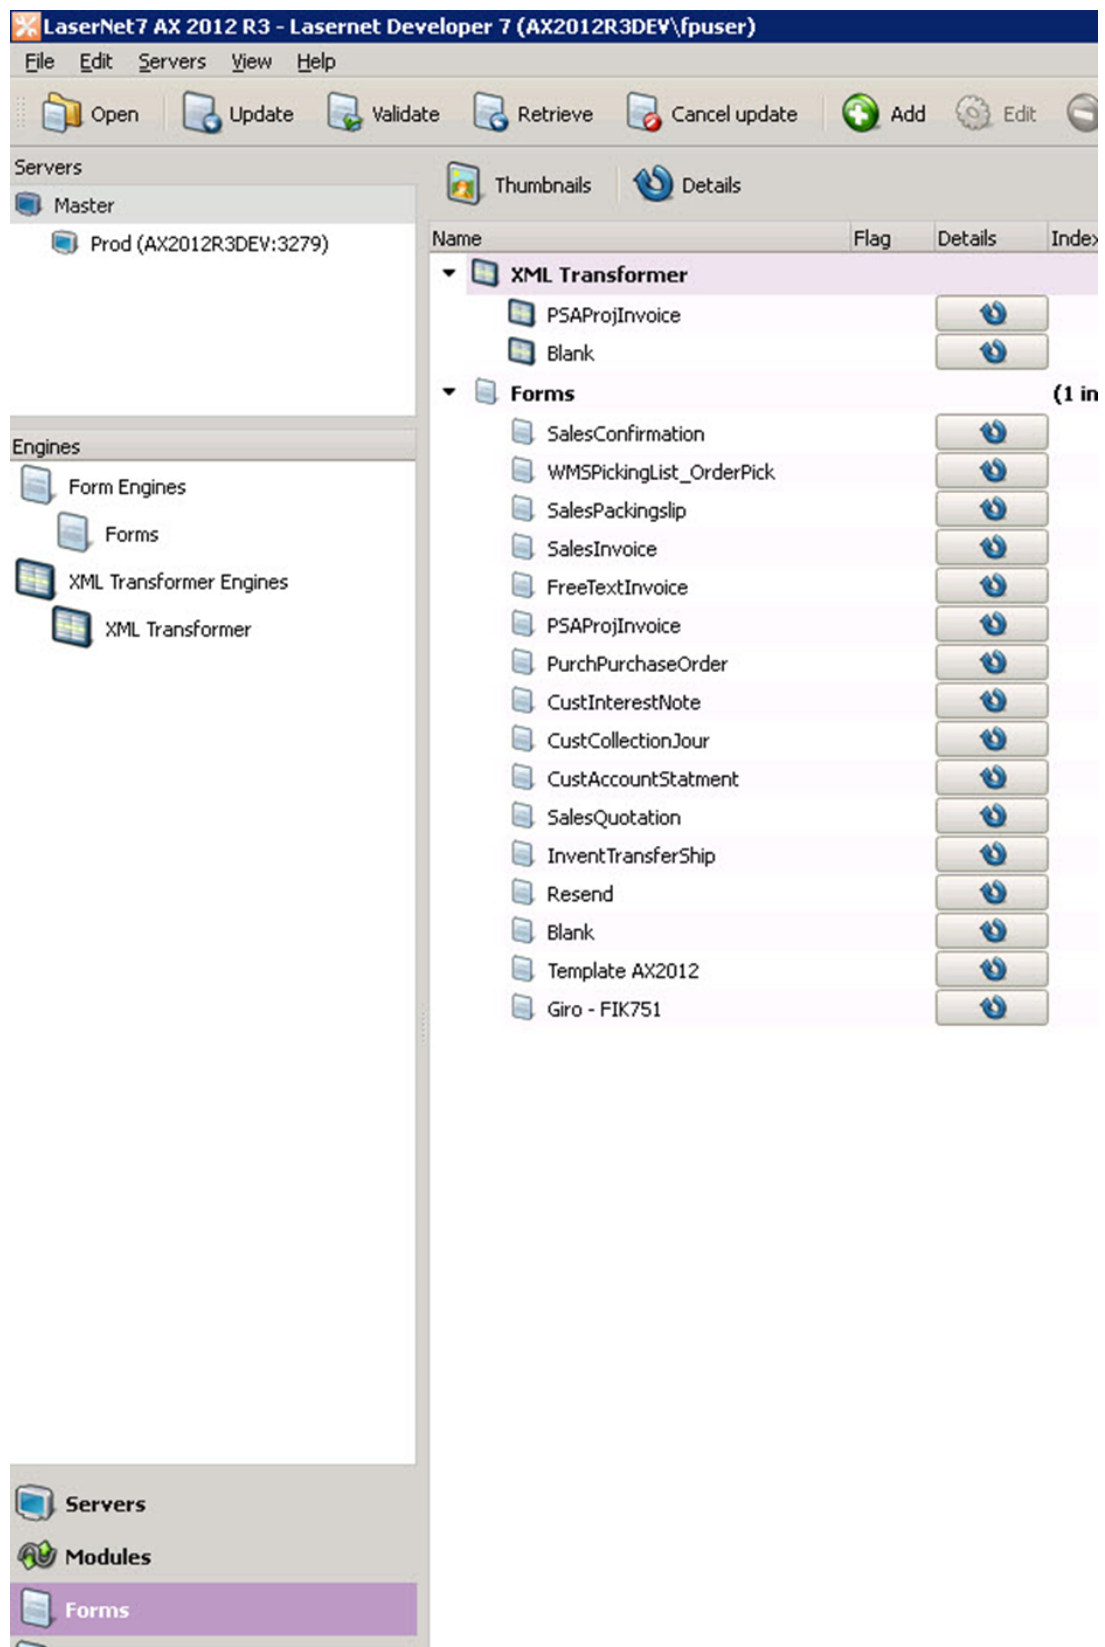 LaserNet7 AX 2012 R3 - Lasernet Developer 7 (AX2012R3DEV\fpuser)
File Edit Servers View Help
Open Update Validate Retrieve Cancel update Add Edit
Servers
Master
Prod (AX2012R3DEV:3279)
Engines
Form Engines
Forms
XML Transformer Engines
XML Transformer
Servers
Modules
Forms
Thumbnails Details
Name Flag Details Index
XML Transformer
PSAProjInvoice
Blank
Forms (1 in
SalesConfirmation
WMSPickingList_OrderPick
SalesPackingslip
SalesInvoice
FreeTextInvoice
PSAProjInvoice
PurchPurchaseOrder
CustInterestNote
CustCollectionJour
CustAccountStatment
SalesQuotation
InventTransferShip
Resend
Blank
Template AX2012
Giro - FIK751